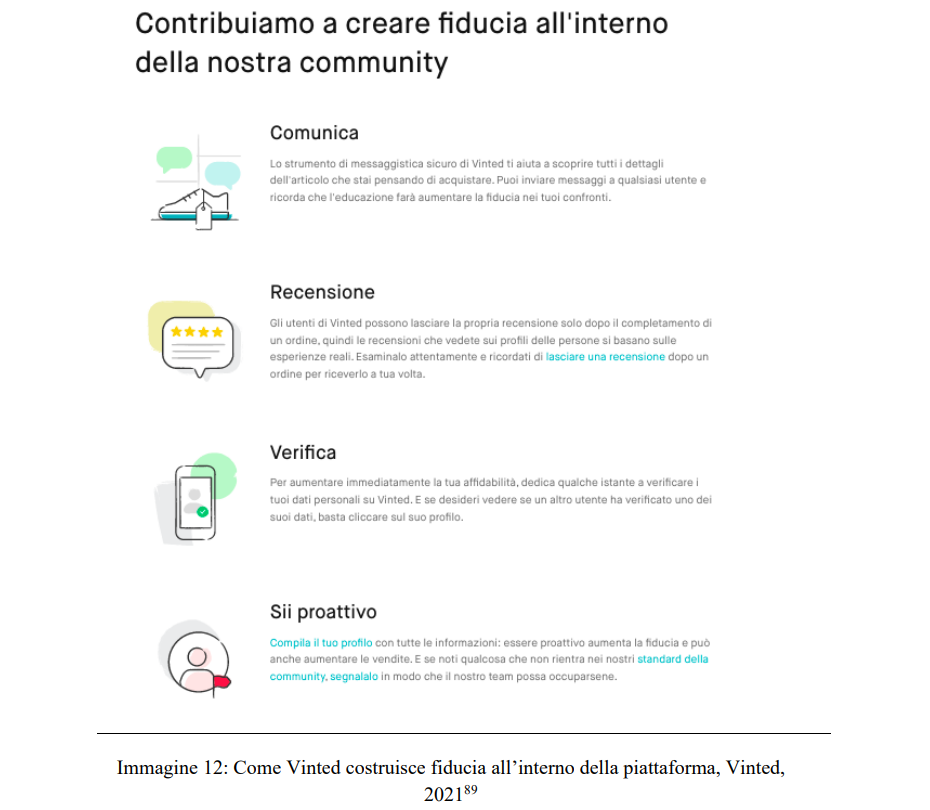 Contribuiamo a creare fiducia all'interno
della nostra community
Comunica
Lo strumento di messaggistica sicuro di Vinted ti aiuta a scoprire tutti i dettagli
dell'articolo che stai pensando di acquistare. Puoi inviare messaggi a qualsiasi utente e
ricorda che l'educazione farà aumentare la fiducia nei tuoi confronti.
Recensione
Gli utenti di Vinted possono lasciare la propria recensione solo dopo il completamento di
un ordine, quindi le recensioni che vedete sui profili delle persone si basano sulle
esperienze reali. Esaminalo attentamente e ricordati di lasciare una recensione dopo un
ordine per riceverlo a tua volta.
Verifica
Per aumentare immediatamente la tua affidabilità, dedica qualche istante a verificare i
tuoi dati personali su Vinted. E se desideri vedere se un altro utente ha verificato uno dei
suoi dati, basta cliccare sul suo profilo.
Sii proattivo
Compila il tuo profilo con tutte le informazioni: essere proattivo aumenta la fiducia e può
anche aumentare le vendite. E se noti qualcosa che non rientra nei nostri standard della
community, segnalalo in modo che il nostro team possa occuparsene.
Immagine 12: Come Vinted costruisce fiducia all’interno della piattaforma, Vinted,
2021⁸⁹